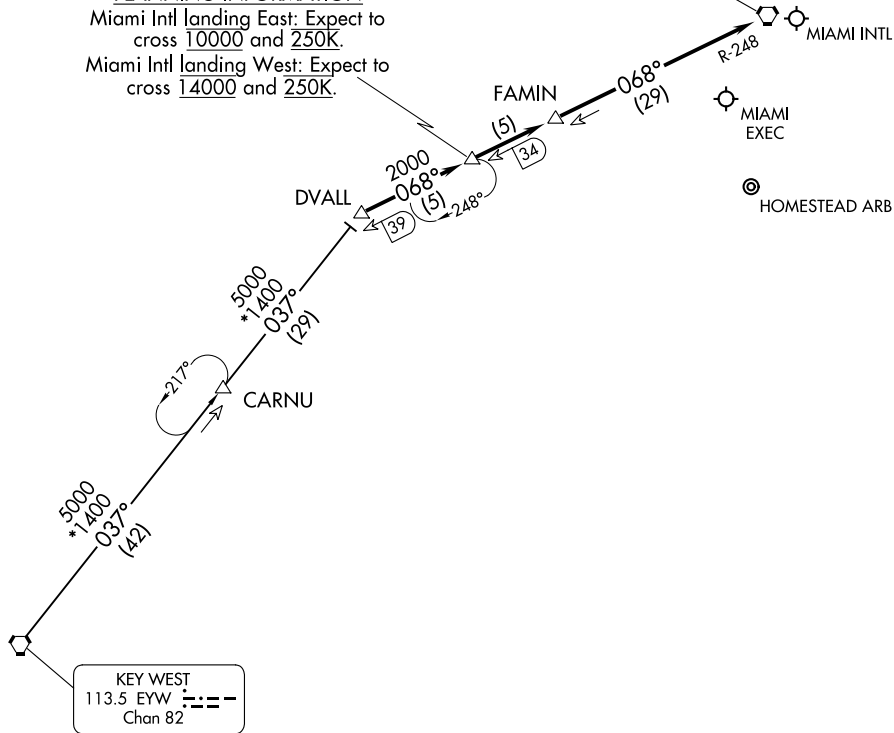 Miami Intl landing East: Expect to
cross 10000 and 250K.
Miami Intl landing West: Expect to
cross 14000 and 250K.
MIAMI INTL
R-248
068°
(29)
FAMIN
MIAMI
EXEC
(5)
34
2000
068°
(5)
248°
39
DVALL
HOMESTEAD ARB
5000
*1400
037°
(29)
217°
CARNU
5000
*1400
037°
(42)
KEY WEST
113.5 EYW
Chan 82